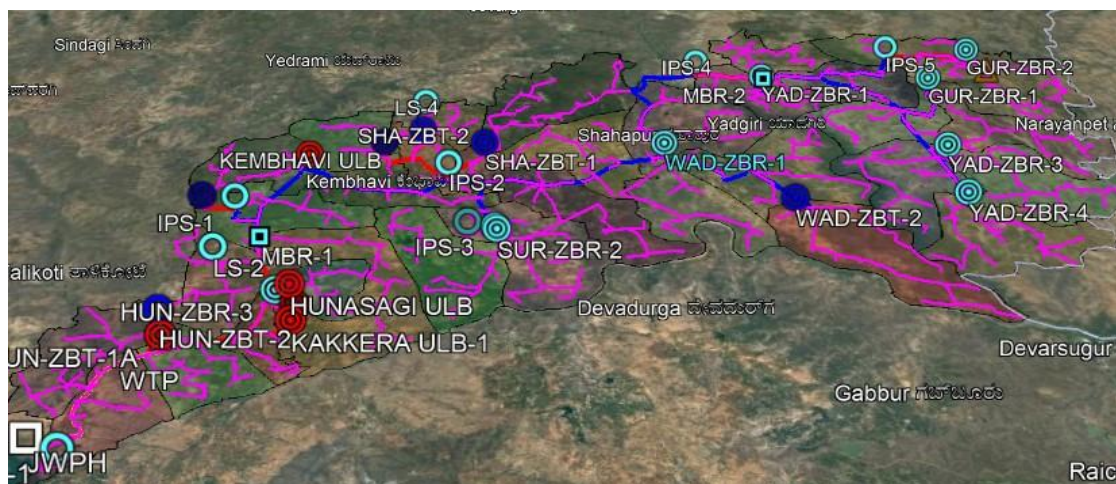 Sindagi
Yedrami
IPS-4
IPS-5
GUR-ZBR-2
MBR-2
YAD-ZBR-1
GUR-ZBR-1
LS-4
SHA-ZBT-2
Shahapur
Yadgiri ಯಾದಗಿರಿ
Narayanpet
KEMBHAVI ULB
SHA-ZBT-1
WAD-ZBR-1
YAD-ZBR-3
Kembhavi ಕೆಂಭಾವಿ
IPS-2
IPS-1
IPS-3
SUR-ZBR-2
WAD-ZBT-2
YAD-ZBR-4
MBR-1
LS-2
alikoti ತಾಳಿಕೋಟೆ
HUN-ZBR-3
HUNASAGI ULB
Devadurga ದೇವದುರ್ಗ
HUN-ZBT-2
KAKKERA ULB-1
UN-ZBT-1A
WTP
Devarsugur
Gabbur ಗಬ್ಬೂರು
JWPH
-1
Raic